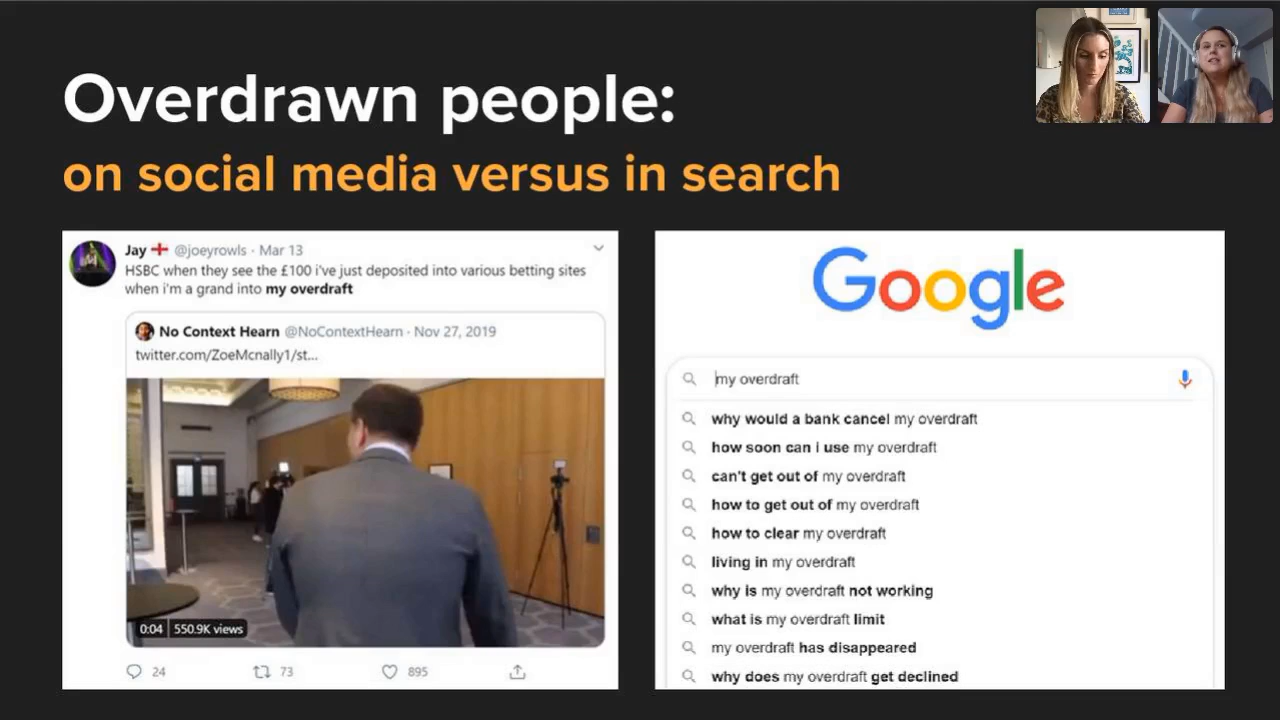 Overdrawn people:
on social media versus in search
Jay @joeyrowls · Mar 13
HSBC when they see the £100 i've just deposited into various betting sites
when i'm a grand into my overdraft
No Context Hearn @NoContextHearn · Nov 27, 2019
twitter.com/ZoeMcnally1/st...
0:04 550.9K views
24 73 895
Google
my overdraft
why would a bank cancel my overdraft
how soon can i use my overdraft
can't get out of my overdraft
how to get out of my overdraft
how to clear my overdraft
living in my overdraft
why is my overdraft not working
what is my overdraft limit
my overdraft has disappeared
why does my overdraft get declined